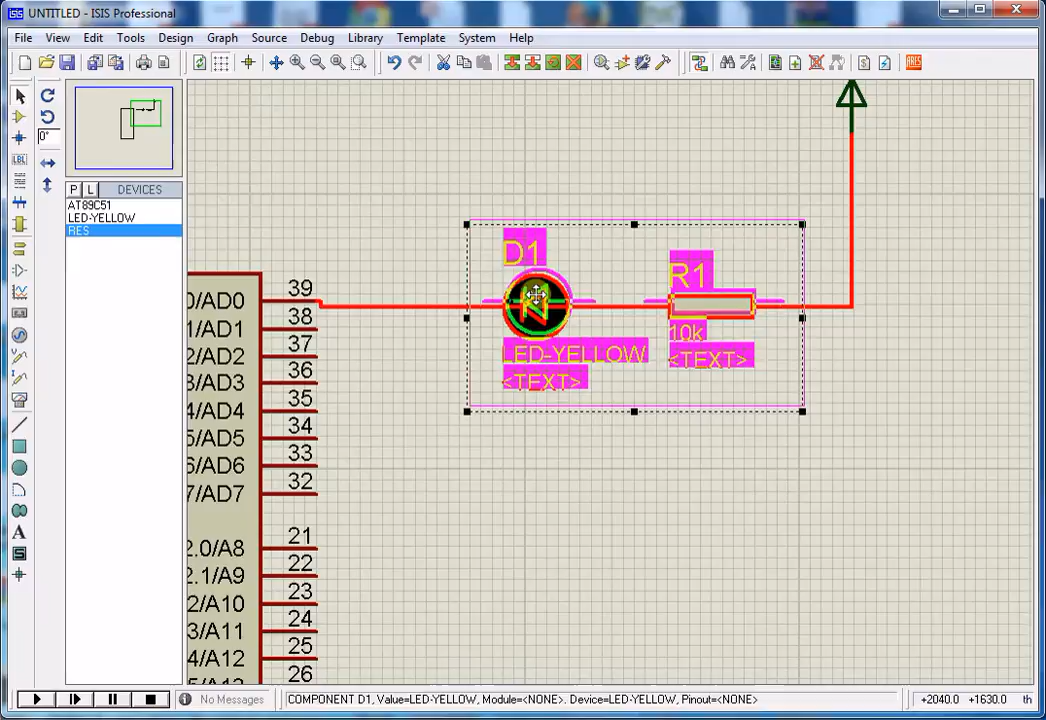 UNTITLED - ISIS Professional
File View Edit Tools Design Graph Source Debug Library Template System Help
0°
LBL
P L DEVICES
AT89C51
LED-YELLOW
RES
0/AD0 39
1/AD1 38
2/AD2 37
3/AD3 36
4/AD4 35
5/AD5 34
6/AD6 33
7/AD7 32
2.0/A8 21
2.1/A9 22
2/A10 23
3/A11 24
4/A12 25
26
D1
LED-YELLOW
<TEXT>
R1
10k
<TEXT>
No Messages
COMPONENT D1, Value=LED-YELLOW, Module=<NONE>. Device=LED-YELLOW, Pinout=<NONE>
+2040.0 +1630.0 th